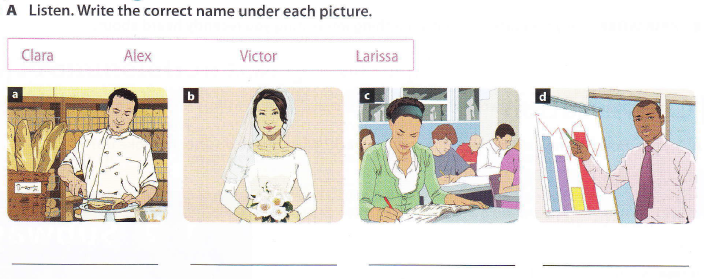 A Listen. Write the correct name under each picture.
Clara Alex Victor Larissa
a b c d